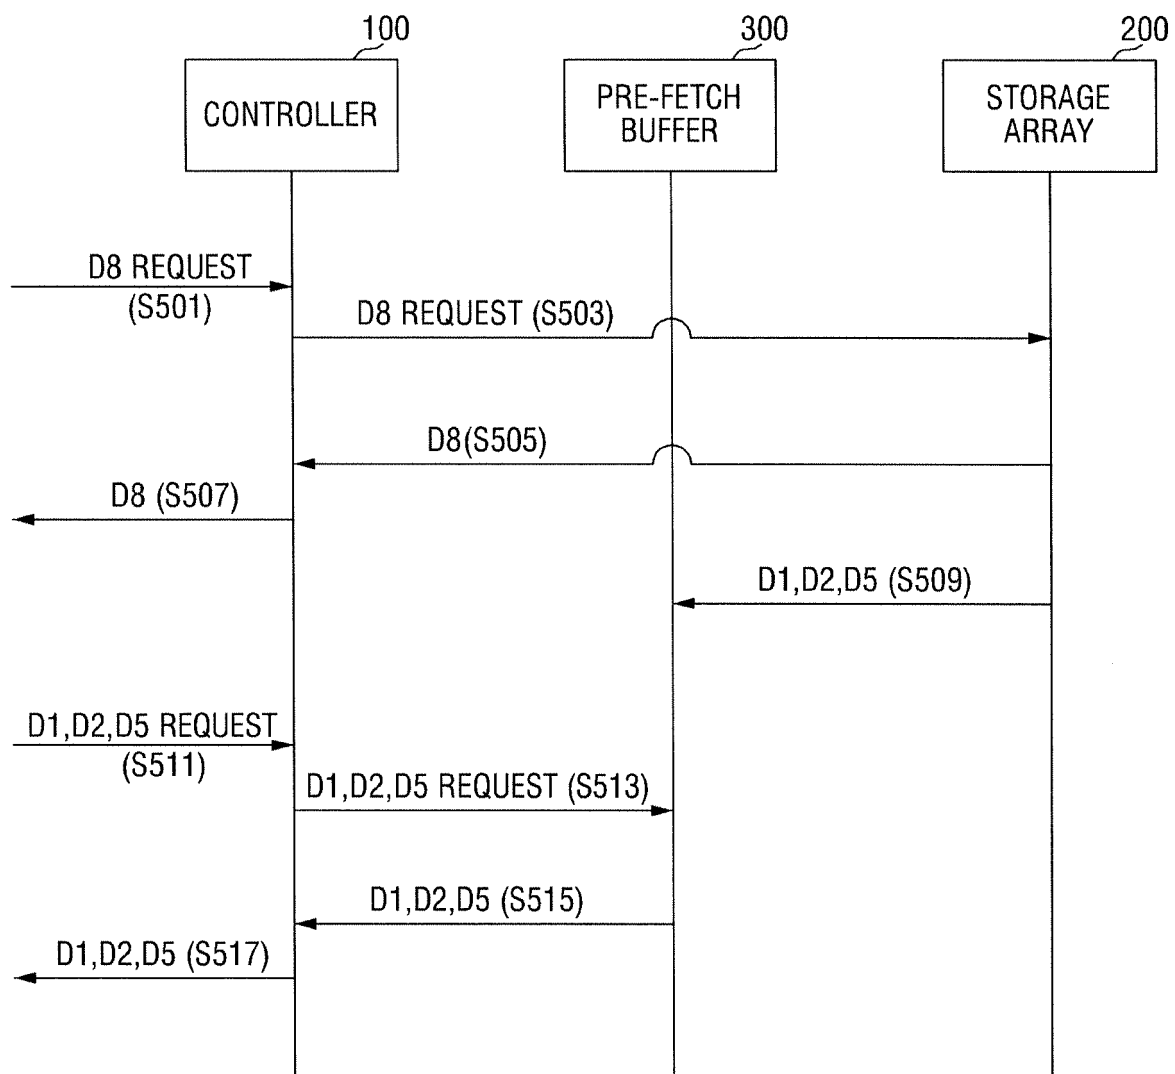 100
300
200
CONTROLLER
PRE-FETCH
BUFFER
STORAGE
ARRAY
D8 REQUEST
(S501)
D8 REQUEST (S503)
D8(S505)
D8 (S507)
D1,D2,D5 (S509)
D1,D2,D5 REQUEST
(S511)
D1,D2,D5 REQUEST (S513)
D1,D2,D5 (S515)
D1,D2,D5 (S517)